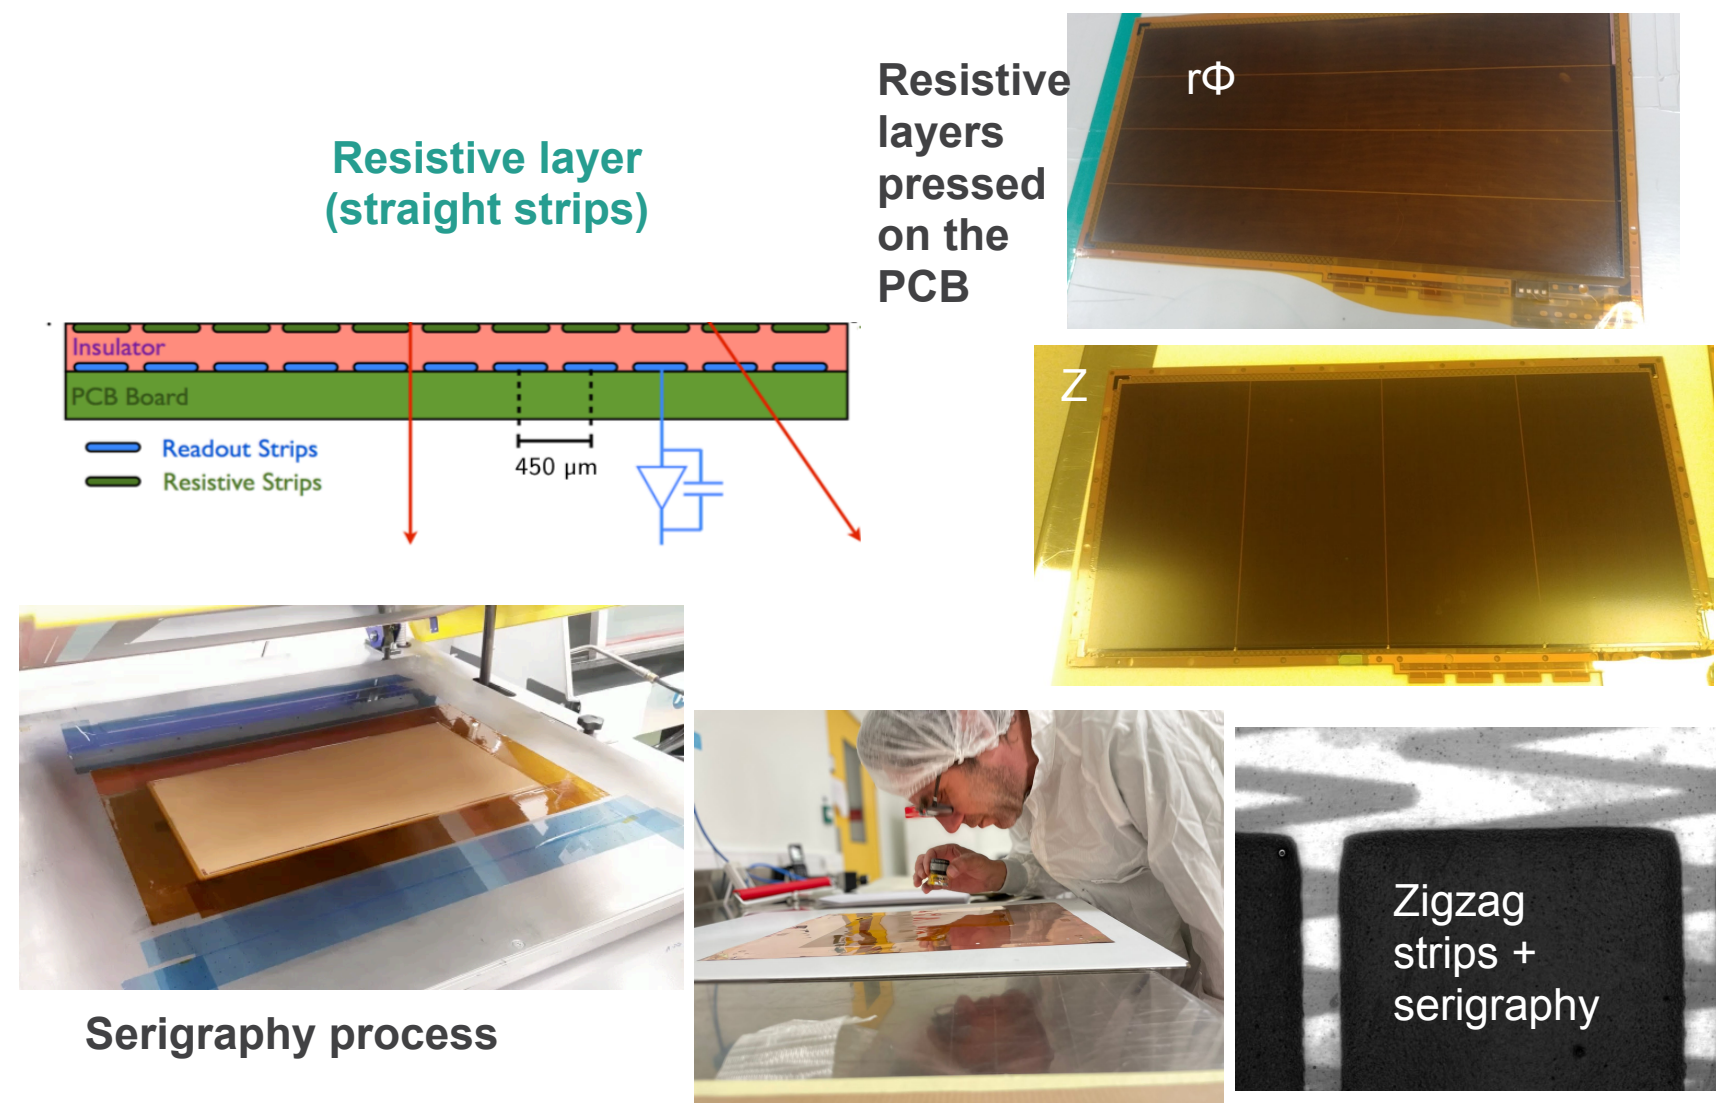 Resistive layer
(straight strips)
Insulator
PCB Board
Readout Strips
Resistive Strips
450 µm
Resistive
layers
pressed
on the
PCB
rΦ
Z
Serigraphy process
Zigzag
strips +
serigraphy